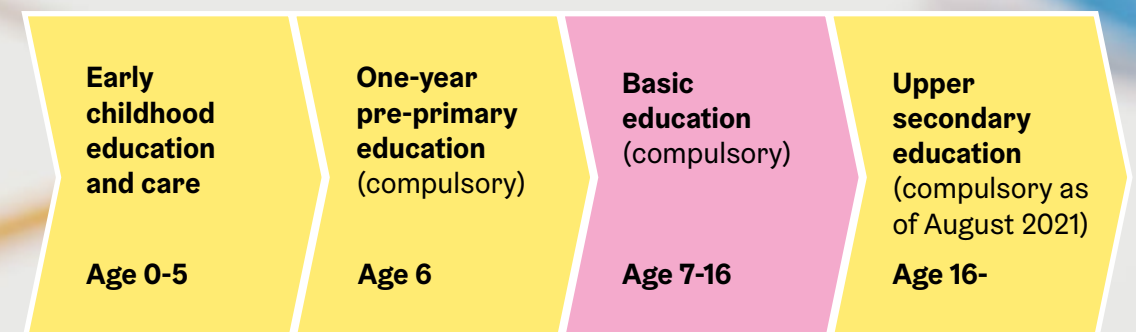 Early
childhood
education
and care
Age 0-5
One-year
pre-primary
education
(compulsory)
Age 6
Basic
education
(compulsory)
Age 7-16
Upper
secondary
education
(compulsory as
of August 2021)
Age 16-